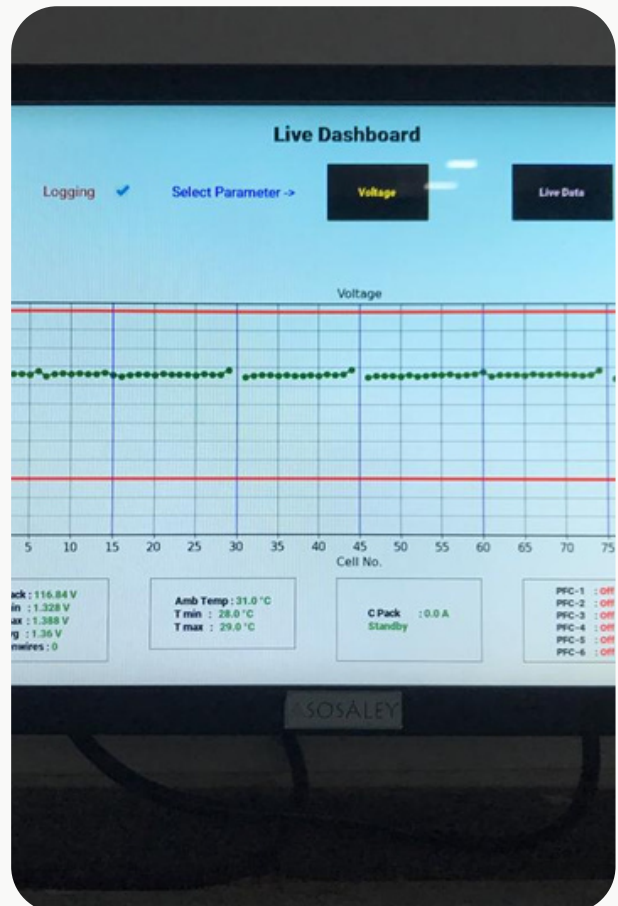 Live Dashboard
Logging
Select Parameter ->
Voltage
Live Data
Voltage
5 10 15 20 25 30 35 40 45 50 55 60 65 70 75
Cell No.
ack : 116.84 V
in : 1.328 V
ax : 1.388 V
g : 1.36 V
nwires : 0
Amb Temp : 31.0 °C
T min : 28.0 °C
T max : 29.0 °C
C Pack : 0.0 A
Standby
PFC-1 : Off
PFC-2 : Off
PFC-3 : Off
PFC-4 : Off
PFC-5 : Off
PFC-6 : Off
SOSALEY